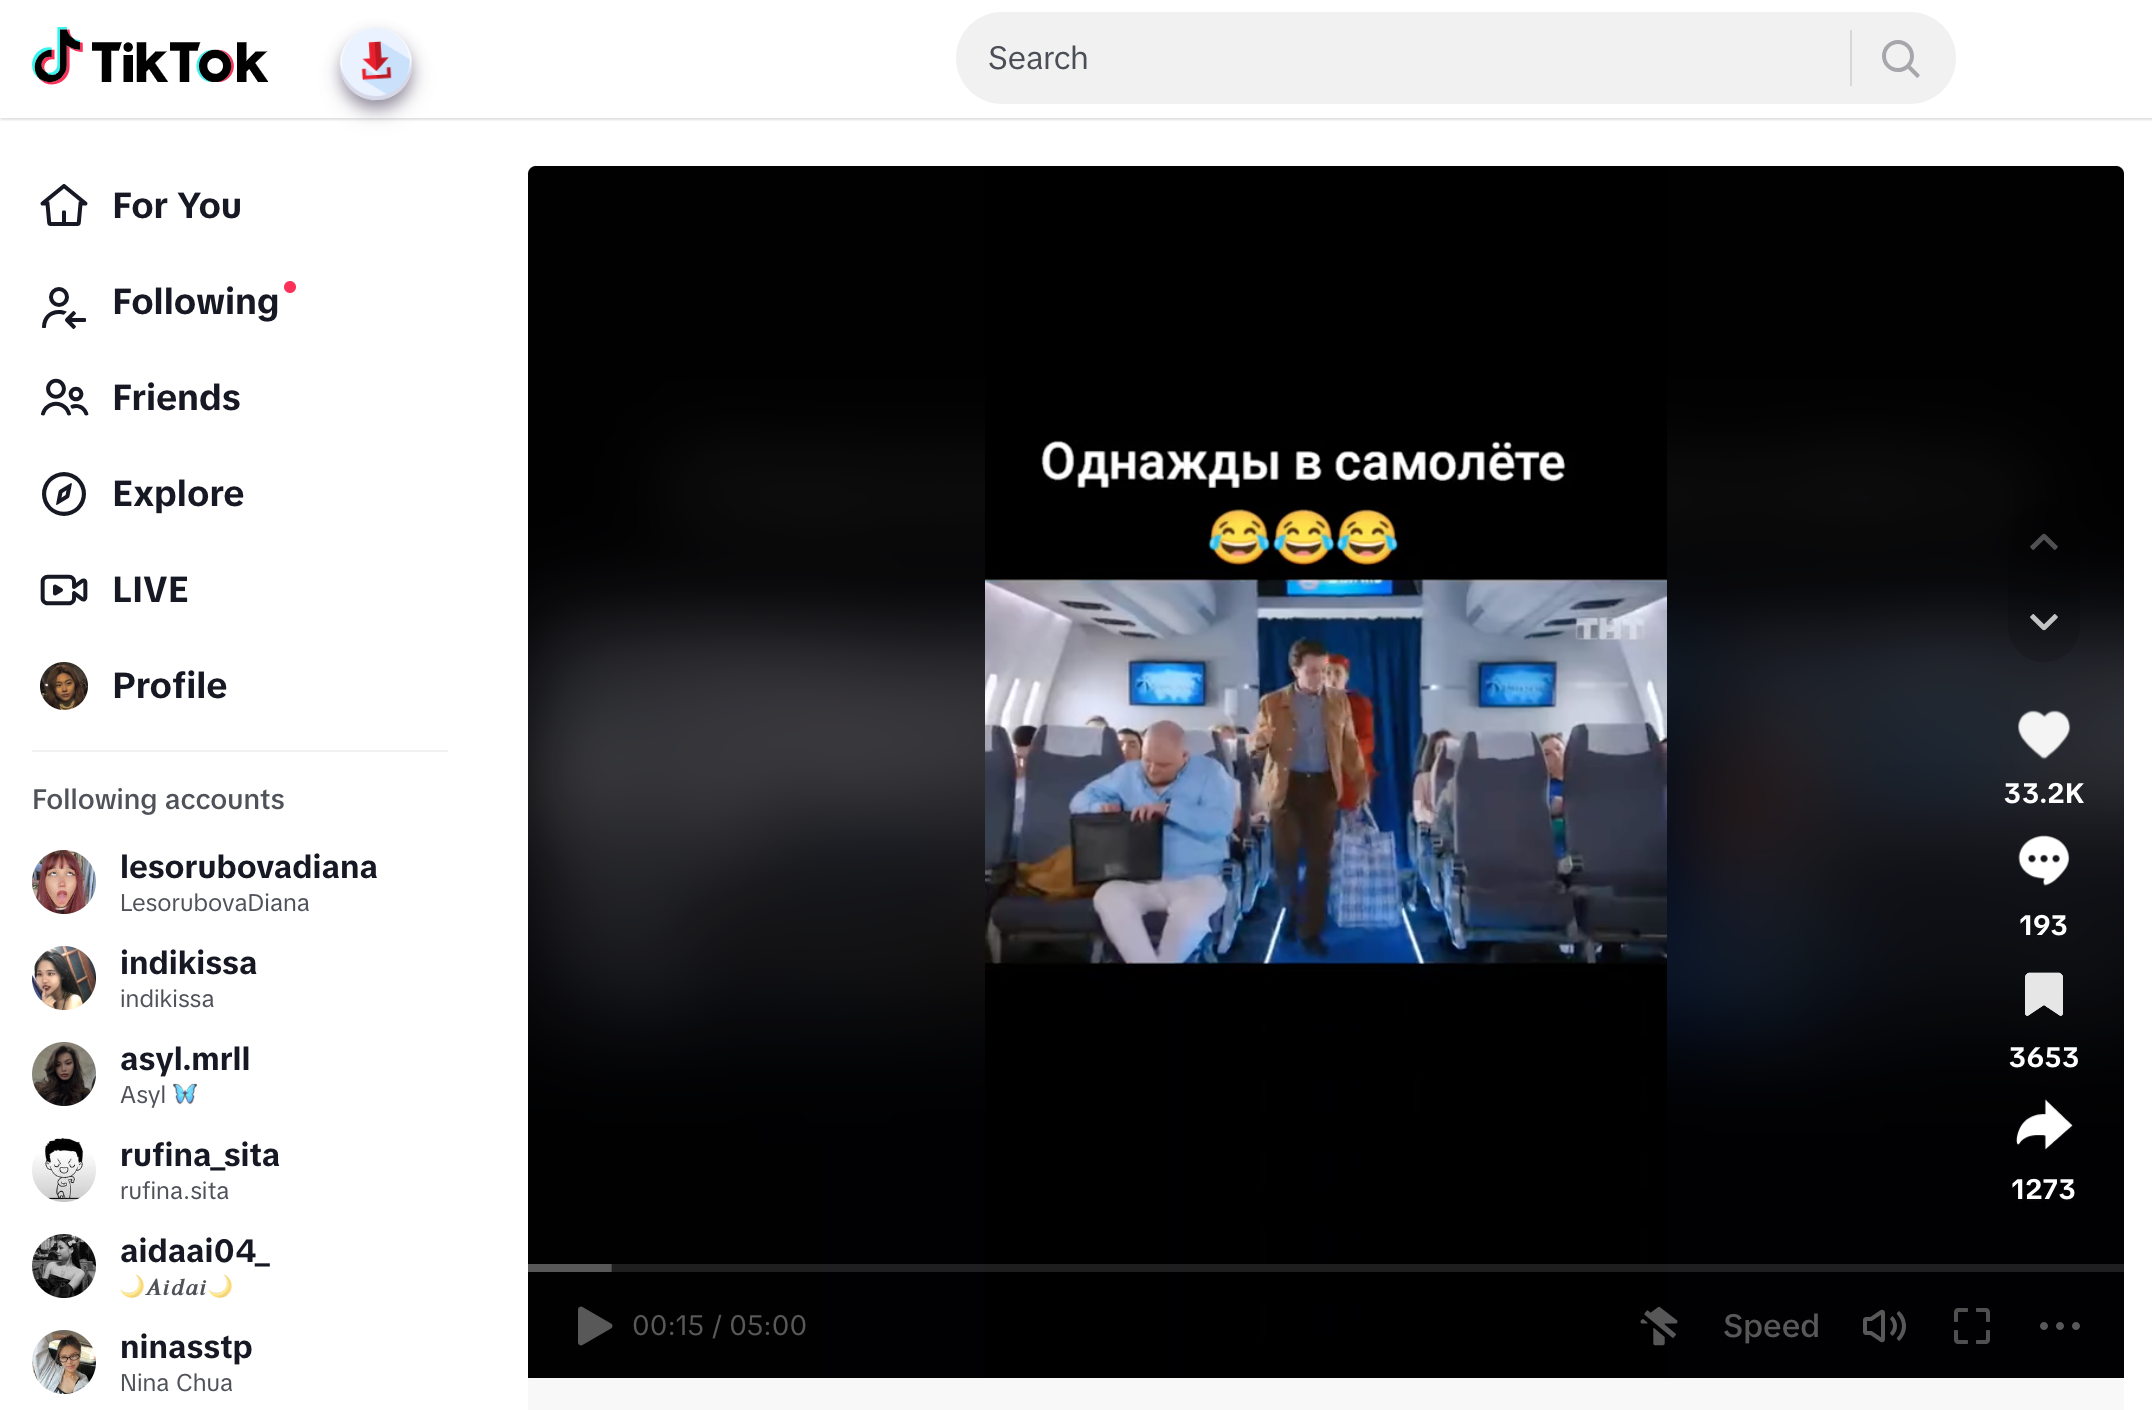 TikTok
Search
For You
Following
Friends
Explore
LIVE
Profile
Following accounts
lesorubovadiana
LesorubovaDiana
indikissa
indikissa
asyl.mrll
Asyl 🦋
rufina_sita
rufina.sita
aidaai04_
🌙𝑨𝒊𝒅𝒂𝒊🌙
ninasstp
Nina Chua
Однажды в самолёте
😂😂😂
ТНТ
33.2K
193
3653
1273
00:15 / 05:00
Speed